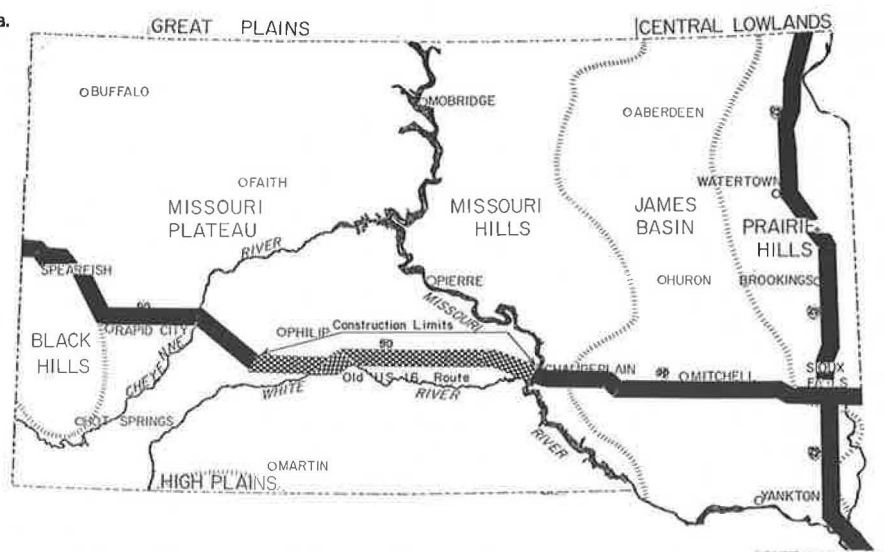 a.
GREAT PLAINS
CENTRAL LOWLANDS
BUFFALO
MOBRIDGE
ABERDEEN
FAITH
WATERTOWN
MISSOURI
PLATEAU
MISSOURI
HILLS
JAMES
BASIN
PRAIRIE
HILLS
RIVER
SPEARFISH
PIERRE
HURON
BROOKINGS
MISSOURI
90
RAPID CITY
PHILIP
Construction Limits
BLACK
HILLS
CHEYENNE
90
CHAMBERLAIN
90
MITCHELL
SIOUX
FALLS
Old U.S. 16 Route
WHITE
RIVER
HOT SPRINGS
RIVER
MARTIN
HIGH PLAINS
YANKTON